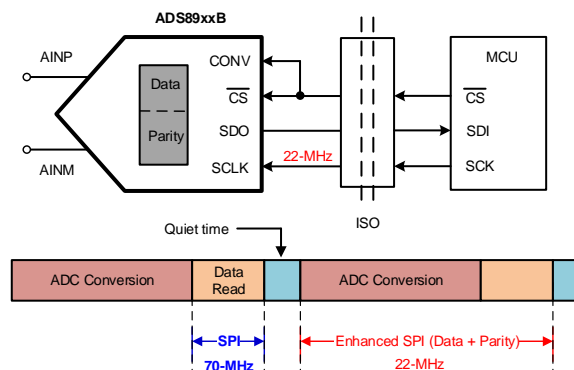 ADS89xxB
AINP
AINM
Data
Parity
CONV
CS
SDO
SCLK
22-MHz
ISO
MCU
CS
SDI
SCK
Quiet time
ADC Conversion
Data
Read
ADC Conversion
SPI
70-MHz
Enhanced SPI (Data + Parity)
22-MHz